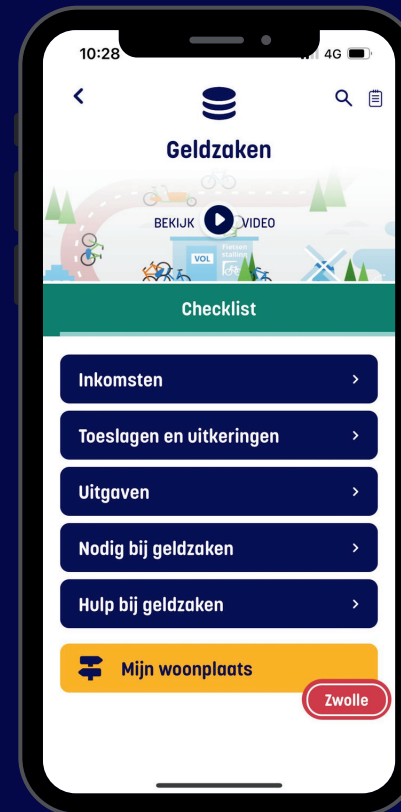 10:28
4G
Geldzaken
BEKIJK VIDEO
Fietsen
stalling
VOL
Checklist
Inkomsten
Toeslagen en uitkeringen
Uitgaven
Nodig bij geldzaken
Hulp bij geldzaken
Mijn woonplaats
Zwolle